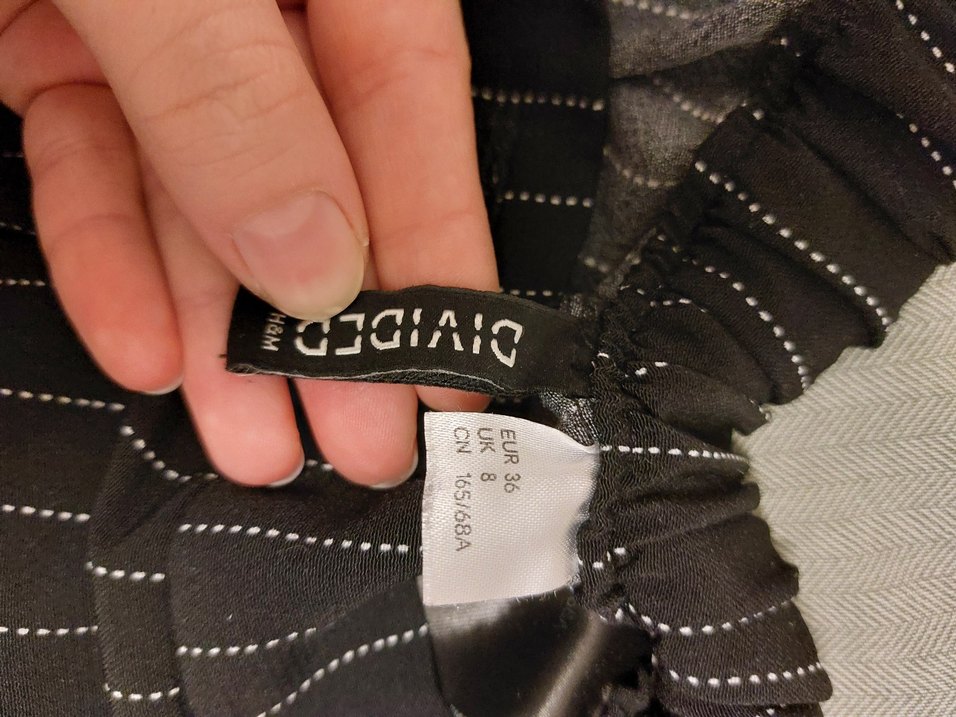 DIVIDED
H&M
EUR 36
UK 8
CN 165/68A